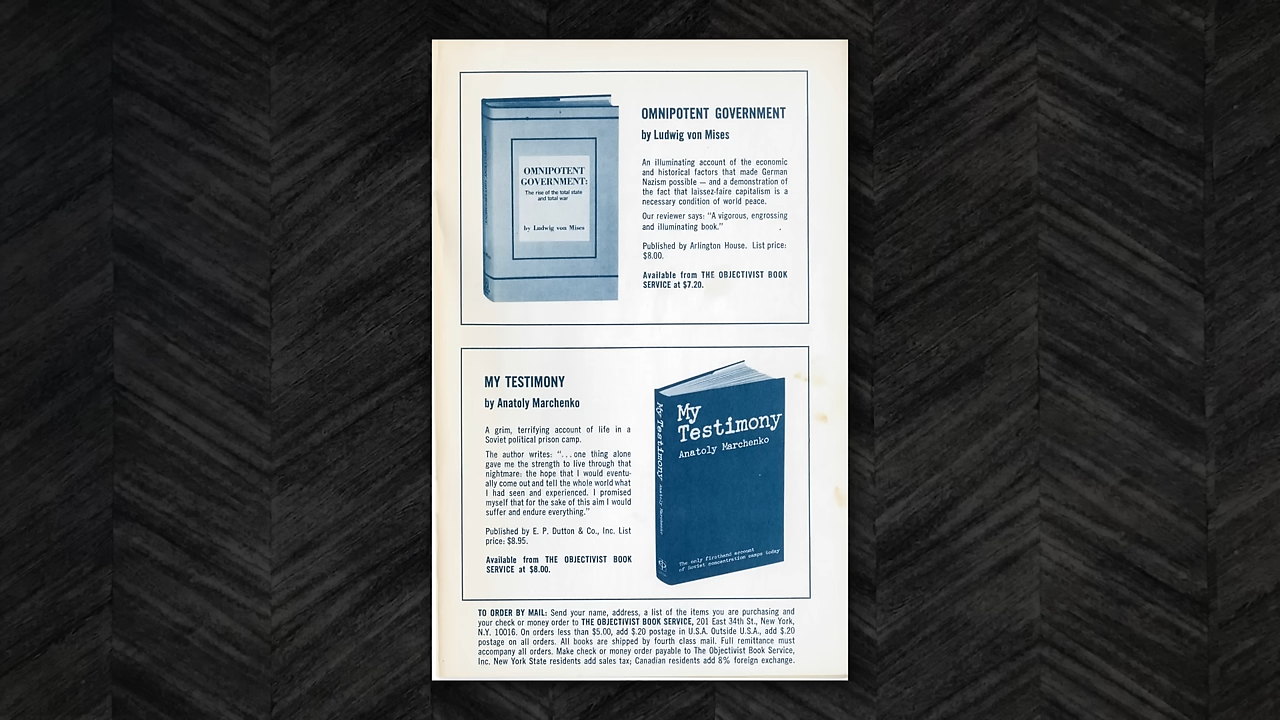 OMNIPOTENT
GOVERNMENT:
The rise of the total state
and total war
by Ludwig von Mises
OMNIPOTENT GOVERNMENT
by Ludwig von Mises
An illuminating account of the economic
and historical factors that made German
Nazism possible — and a demonstration of
the fact that laissez-faire capitalism is a
necessary condition of world peace.
Our reviewer says: “A vigorous, engrossing
and illuminating book.”
Published by Arlington House. List price:
$8.00.
Available from THE OBJECTIVIST BOOK
SERVICE at $7.20.
MY TESTIMONY
by Anatoly Marchenko
A grim, terrifying account of life in a
Soviet political prison camp.
The author writes: “. . . one thing alone
gave me the strength to live through that
nightmare: the hope that I would eventu-
ally come out and tell the whole world what
I had seen and experienced. I promised
myself that for the sake of this aim I would
suffer and endure everything.”
Published by E. P. Dutton & Co., Inc. List
price: $8.95.
Available from THE OBJECTIVIST BOOK
SERVICE at $8.00.
My Testimony Anatoly Marchenko
My
Testimony
Anatoly Marchenko
The only firsthand account
of Soviet concentration camps today
TO ORDER BY MAIL: Send your name, address, a list of the items you are purchasing and
your check or money order to THE OBJECTIVIST BOOK SERVICE, 201 East 34th St., New York,
N.Y. 10016. On orders less than $5.00, add $.20 postage in U.S.A. Outside U.S.A., add $.20
postage on all orders. All books are shipped by fourth class mail. Full remittance must
accompany all orders. Make check or money order payable to The Objectivist Book Service,
Inc. New York State residents add sales tax; Canadian residents add 8% foreign exchange.